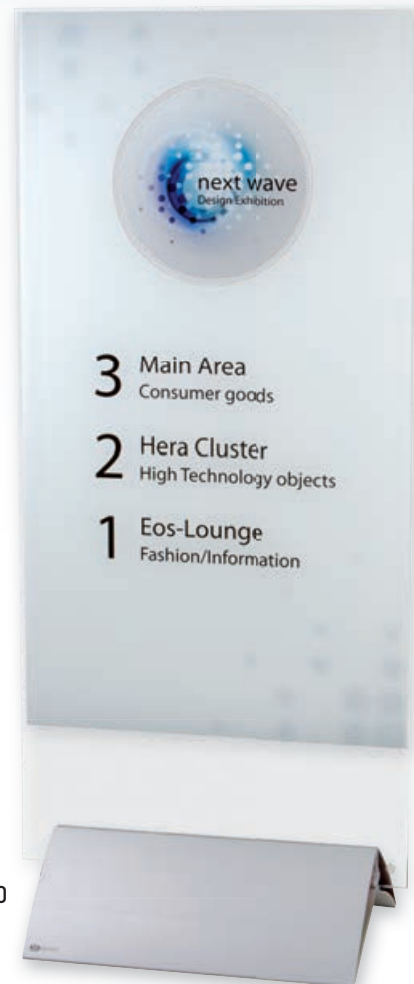 next wave
Design Exhibition
3 Main Area
Consumer goods
2 Hera Cluster
High Technology objects
1 Eos-Lounge
Fashion/Information
0